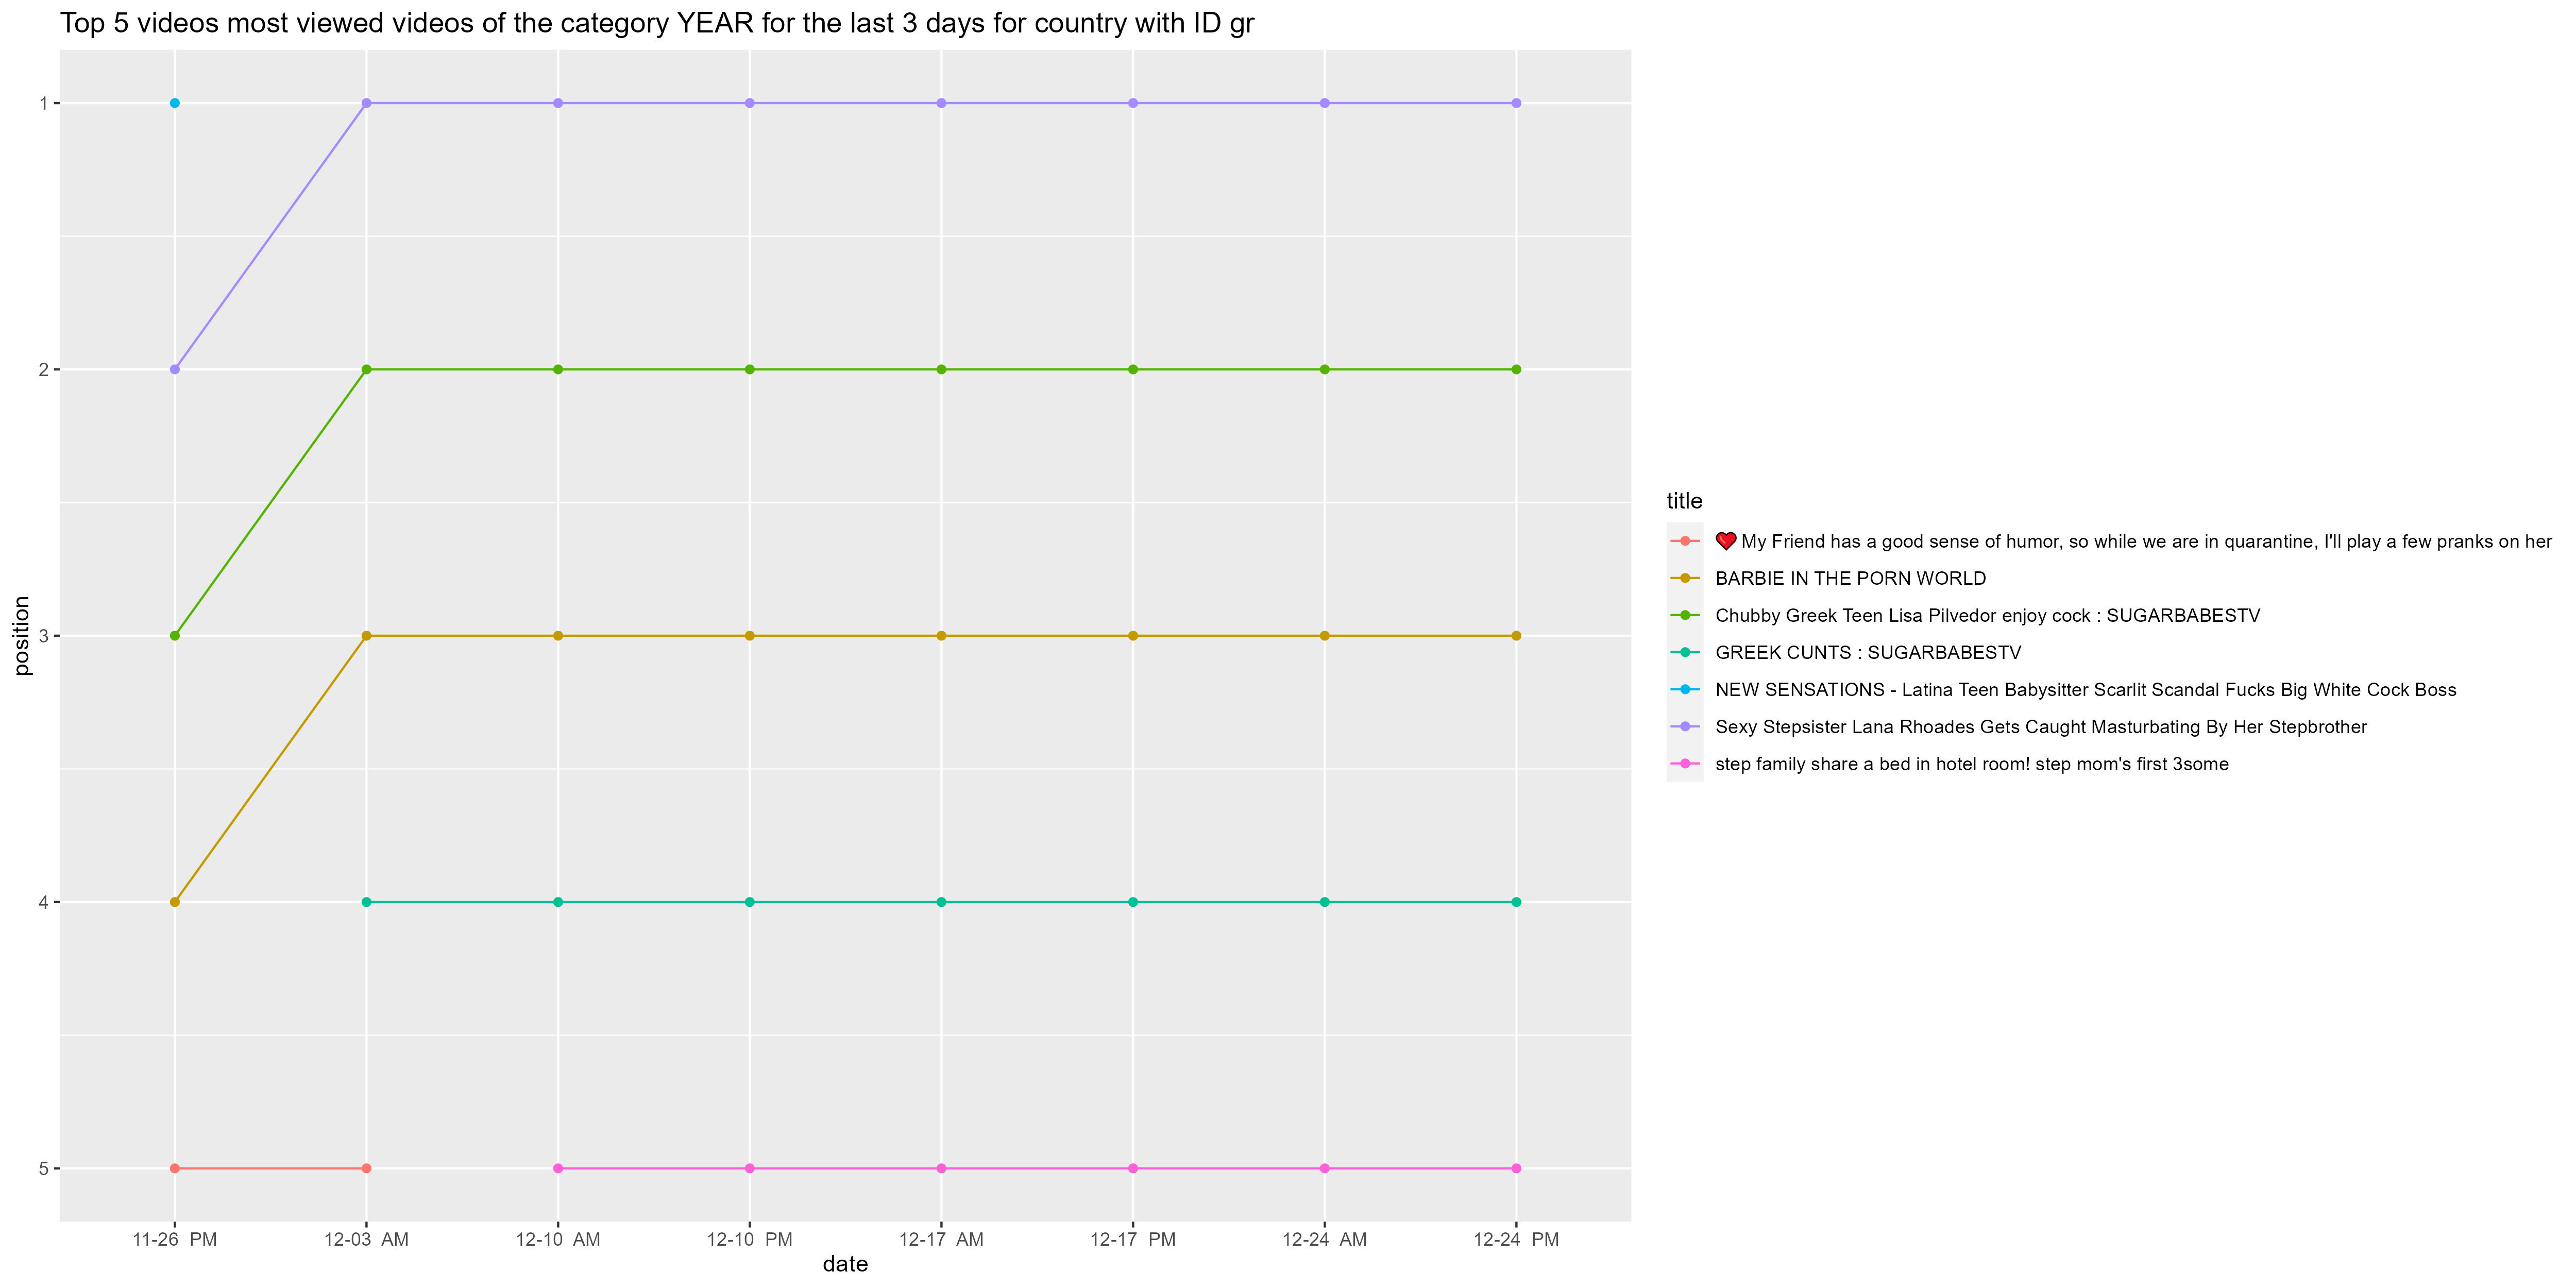 Top 5 videos most viewed videos of the category YEAR for the last 3 days for country with ID gr
1
2
3
4
5
position
11-26 PM
12-03 AM
12-10 AM
12-10 PM
12-17 AM
12-17 PM
12-24 AM
12-24 PM
date
title
❤️ My Friend has a good sense of humor, so while we are in quarantine, I'll play a few pranks on her
BARBIE IN THE PORN WORLD
Chubby Greek Teen Lisa Pilvedor enjoy cock : SUGARBABESTV
GREEK CUNTS : SUGARBABESTV
NEW SENSATIONS - Latina Teen Babysitter Scarlit Scandal Fucks Big White Cock Boss
Sexy Stepsister Lana Rhoades Gets Caught Masturbating By Her Stepbrother
step family share a bed in hotel room! step mom's first 3some